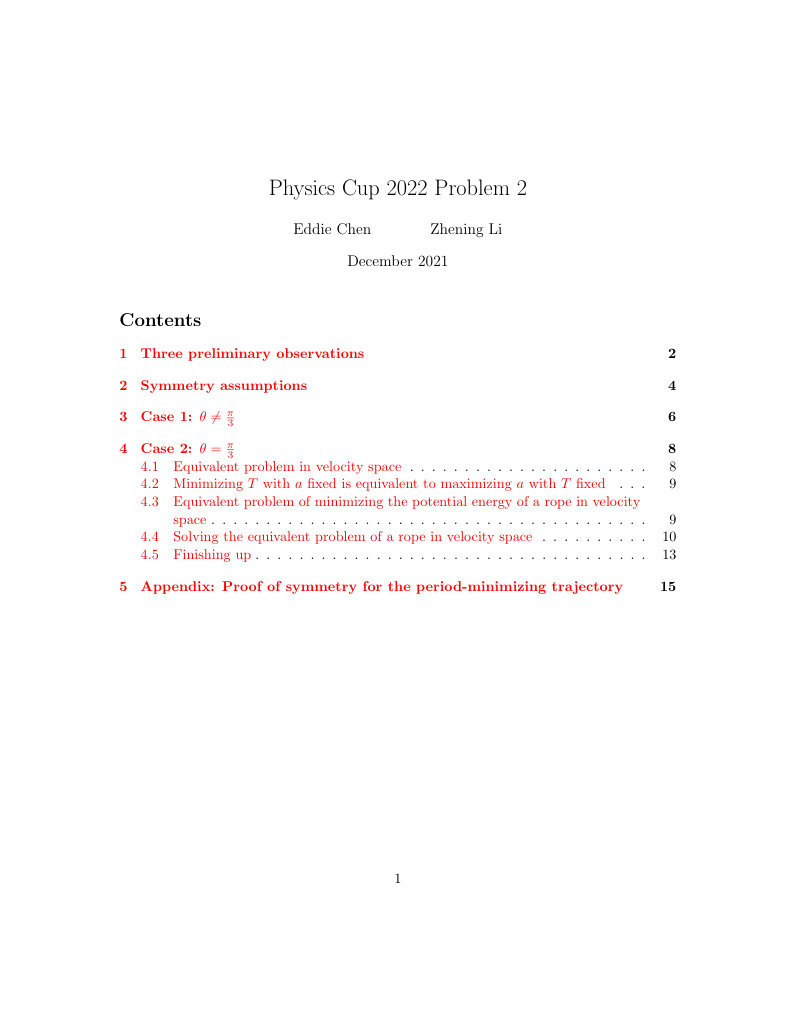 Physics Cup 2022 Problem 2
Eddie Chen Zhening Li
December 2021
Contents
1 Three preliminary observations 2
2 Symmetry assumptions 4
3 Case 1: θ ≠ π/3 6
4 Case 2: θ = π/3 8
4.1 Equivalent problem in velocity space . . . . . . . . . . . . . . . . . . . . . . 8
4.2 Minimizing T with a fixed is equivalent to maximizing a with T fixed . . . 9
4.3 Equivalent problem of minimizing the potential energy of a rope in velocity
space . . . . . . . . . . . . . . . . . . . . . . . . . . . . . . . . . . . . . . . 9
4.4 Solving the equivalent problem of a rope in velocity space . . . . . . . . . . 10
4.5 Finishing up . . . . . . . . . . . . . . . . . . . . . . . . . . . . . . . . . . . 13
5 Appendix: Proof of symmetry for the period-minimizing trajectory 15
1